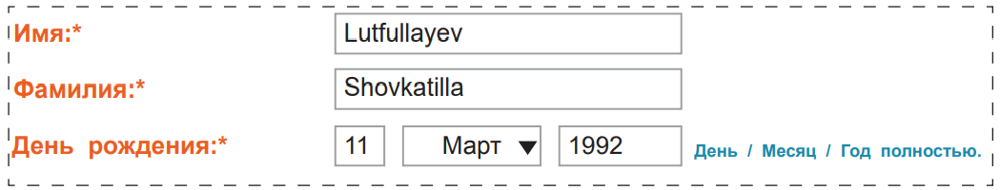 Имя:* Lutfullayev
Фамилия:* Shovkatilla
День рождения:* 11 Март 1992 День / Месяц / Год полностью.